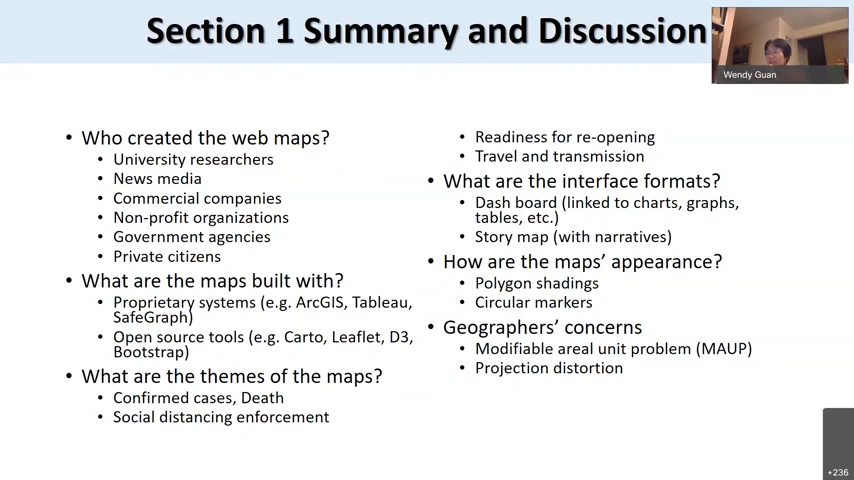 Section 1 Summary and Discussion
Wendy Guan
• Who created the web maps?
• University researchers
• News media
• Commercial companies
• Non-profit organizations
• Government agencies
• Private citizens
• What are the maps built with?
• Proprietary systems (e.g. ArcGIS, Tableau,
SafeGraph)
• Open source tools (e.g. Carto, Leaflet, D3,
Bootstrap)
• What are the themes of the maps?
• Confirmed cases, Death
• Social distancing enforcement
• Readiness for re-opening
• Travel and transmission
• What are the interface formats?
• Dash board (linked to charts, graphs,
tables, etc.)
• Story map (with narratives)
• How are the maps’ appearance?
• Polygon shadings
• Circular markers
• Geographers’ concerns
• Modifiable areal unit problem (MAUP)
• Projection distortion
+236